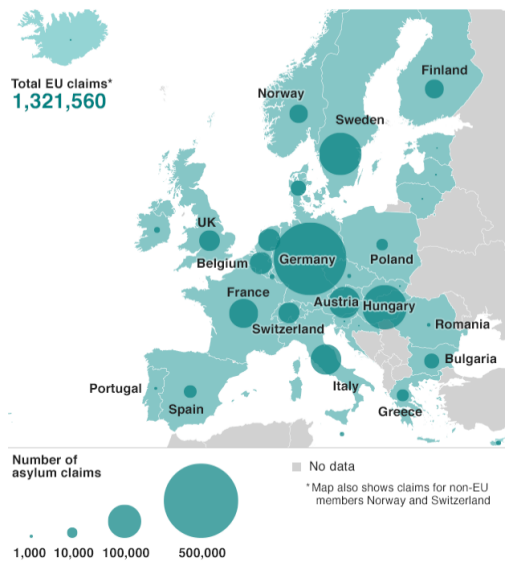 Total EU claims*
1,321,560
Finland
Norway
Sweden
UK
Belgium
Germany
Poland
France
Austria
Hungary
Switzerland
Romania
Bulgaria
Italy
Portugal
Spain
Greece
Number of
asylum claims
1,000
10,000
100,000
500,000
No data
*Map also shows claims for non-EU
members Norway and Switzerland